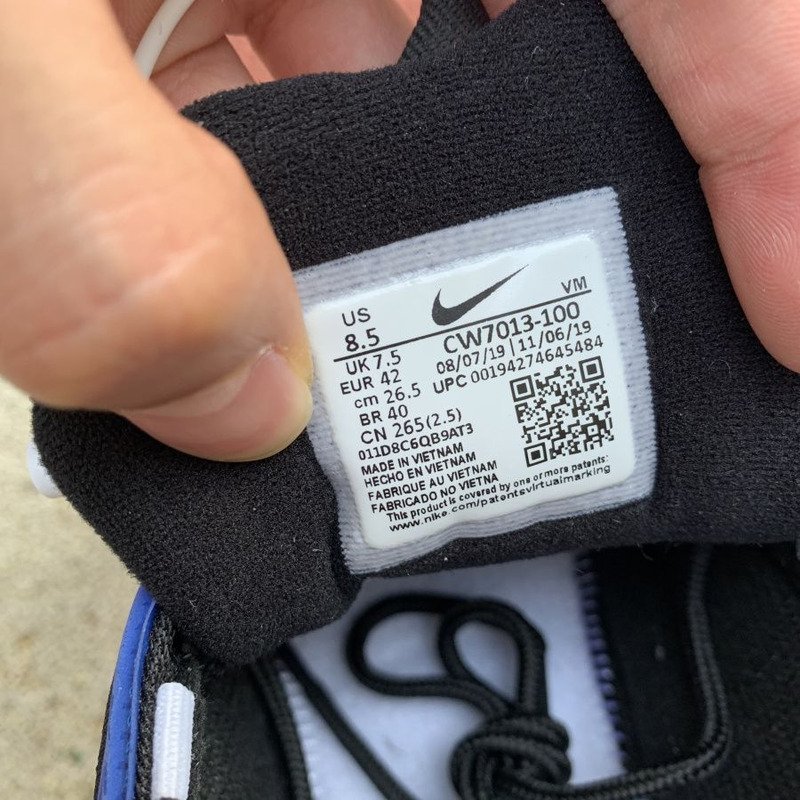 US VM
8.5 CW7013-100
UK 7.5 08/07/19 | 11/06/19
EUR 42 UPC 00194274645484
cm 26.5
BR 40
CN 265(2.5)
011D8C6QB9AT3
MADE IN VIETNAM
HECHO EN VIETNAM
FABRIQUE AU VIETNAM
FABRICADO NO VIETNA
This product is covered by one or more patents:
www.nike.com/patentsvirtualmarking